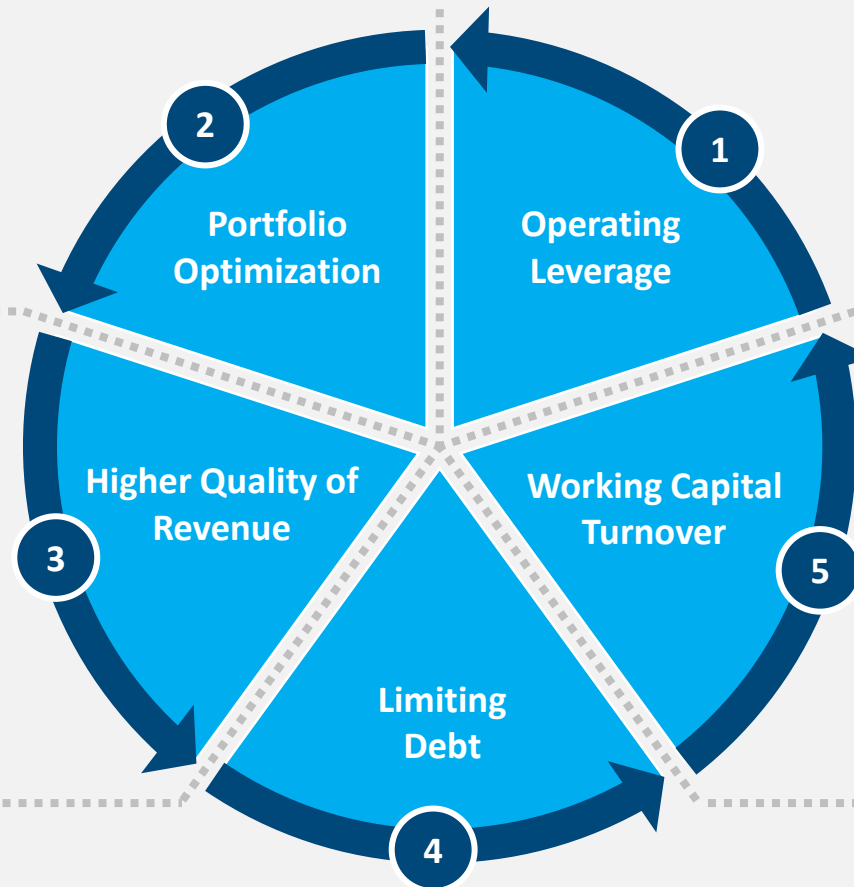 1
Operating
Leverage
2
Portfolio
Optimization
3
Higher Quality of
Revenue
4
Limiting
Debt
5
Working Capital
Turnover